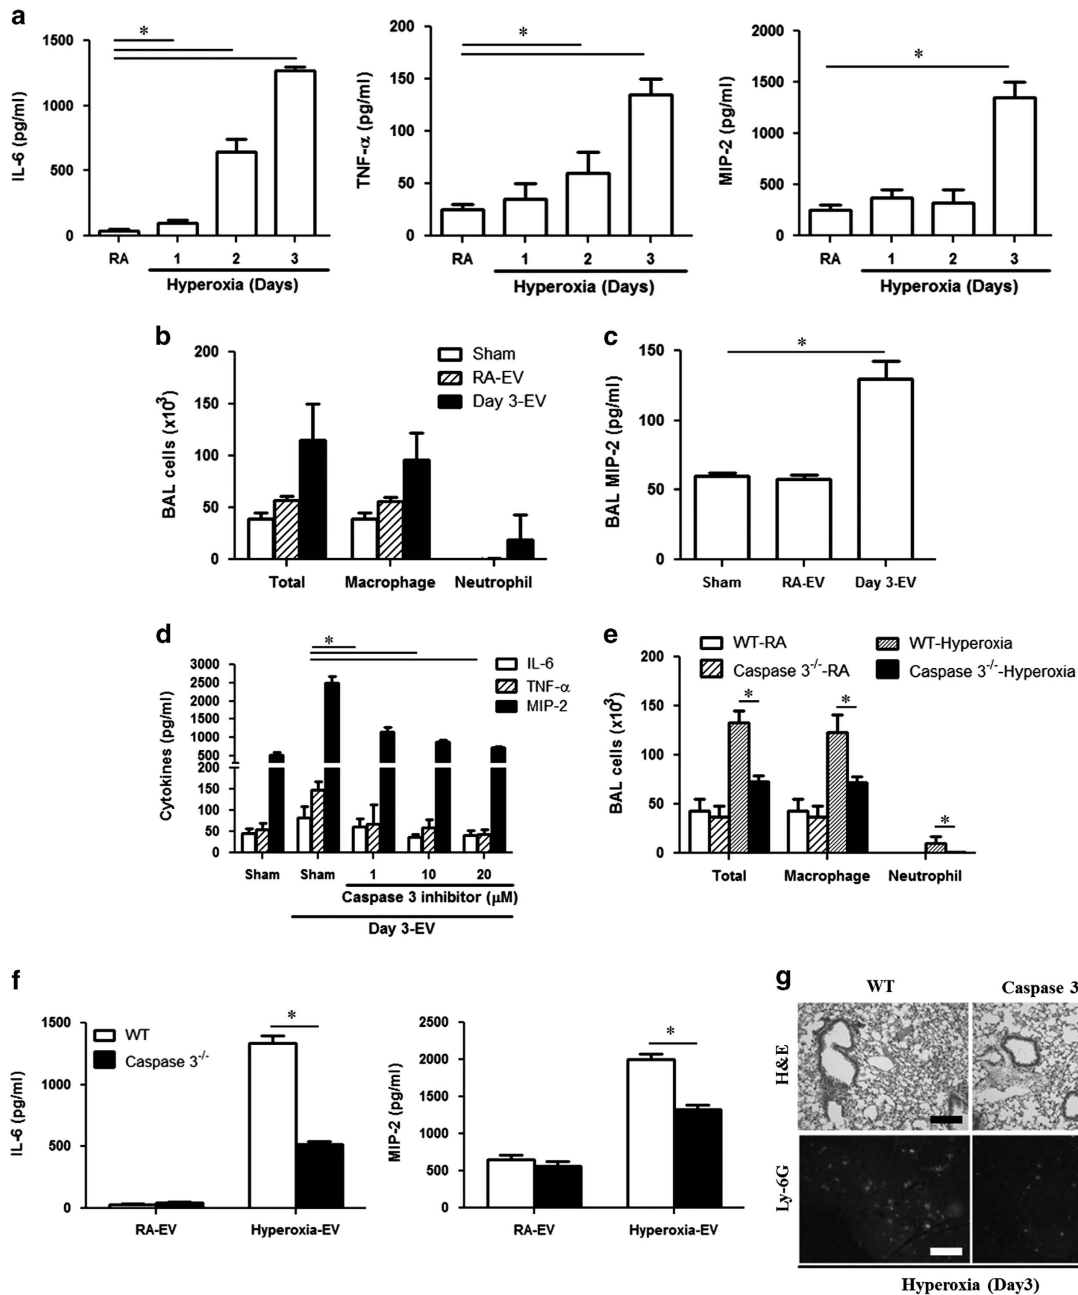 a
IL-6 (pg/ml)
1500
1000
500
0
*
RA
1 2 3
Hyperoxia (Days)
TNF-α (pg/ml)
200
150
100
50
0
*
RA
1 2 3
Hyperoxia (Days)
MIP-2 (pg/ml)
2000
1500
1000
500
0
*
RA
1 2 3
Hyperoxia (Days)
b
BAL cells (x10³)
200
150
100
50
0
Sham
RA-EV
Day 3-EV
Total Macrophage Neutrophil
c
BAL MIP-2 (pg/ml)
150
100
50
0
*
Sham RA-EV Day 3-EV
d
Cytokines (pg/ml)
3000
2500
2000
1500
1000
500
200
150
100
50
0
*
IL-6
TNF-α
MIP-2
Sham Sham 1 10 20
Caspase 3 inhibitor (μM)
Day 3-EV
e
WT-RA WT-Hyperoxia
Caspase 3⁻/⁻-RA Caspase 3⁻/⁻-Hyperoxia
BAL cells (x10³)
200
150
100
50
0
* * *
Total Macrophage Neutrophil
f
IL-6 (pg/ml)
1500
1000
500
0
WT
Caspase 3⁻/⁻
*
RA-EV Hyperoxia-EV
MIP-2 (pg/ml)
2500
2000
1500
1000
500
0
*
RA-EV Hyperoxia-EV
g
WT Caspase 3
H&E
Ly-6G
Hyperoxia (Day3)